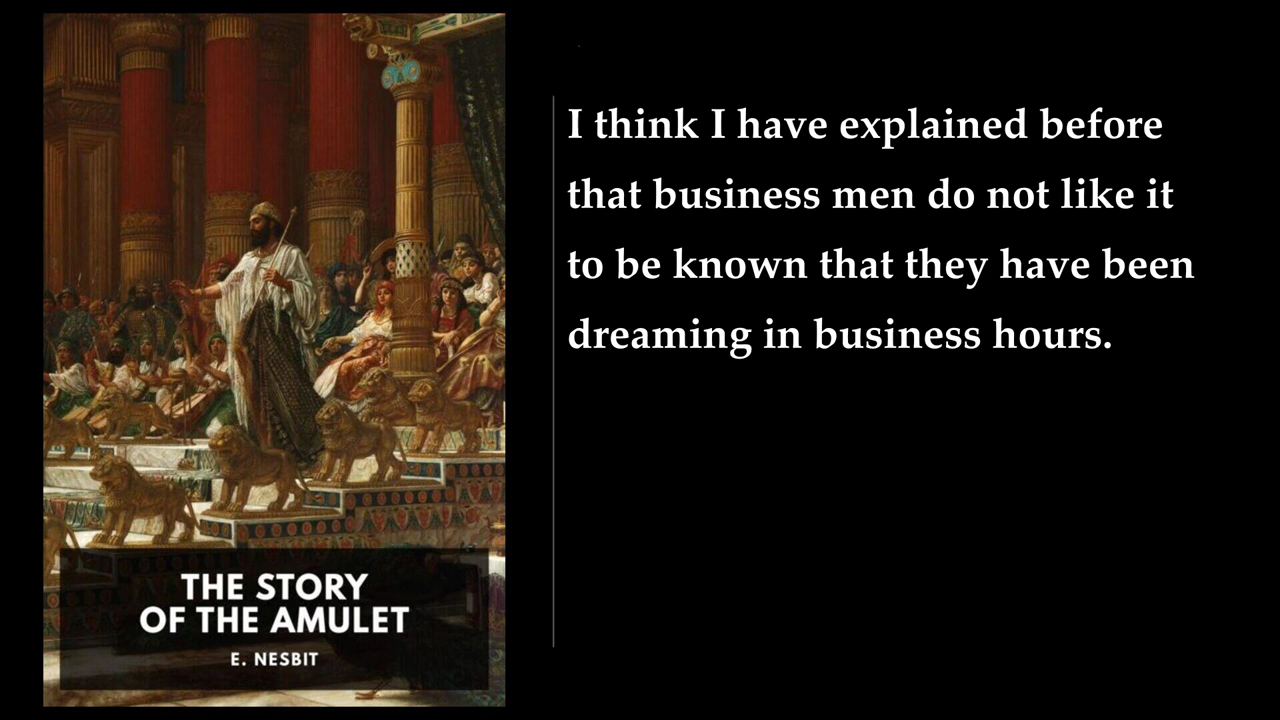 THE STORY
OF THE AMULET
E. NESBIT
I think I have explained before
that business men do not like it
to be known that they have been
dreaming in business hours.